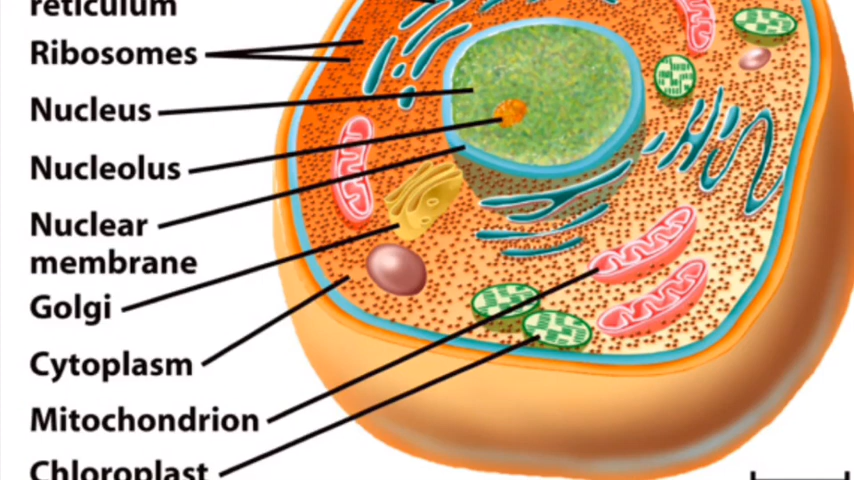 reticulum
Ribosomes
Nucleus
Nucleolus
Nuclear
membrane
Golgi
Cytoplasm
Mitochondrion
Chloroplast